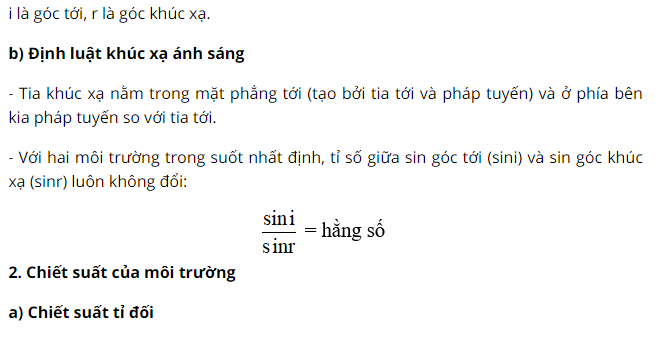 i là góc tới, r là góc khúc xạ.
b) Định luật khúc xạ ánh sáng
- Tia khúc xạ nằm trong mặt phẳng tới (tạo bởi tia tới và pháp tuyến) và ở phía bên
kia pháp tuyến so với tia tới.
- Với hai môi trường trong suốt nhất định, tỉ số giữa sin góc tới (sini) và sin góc khúc
xạ (sinr) luôn không đổi:
sin i
sinr
= hằng số
2. Chiết suất của môi trường
a) Chiết suất tỉ đối